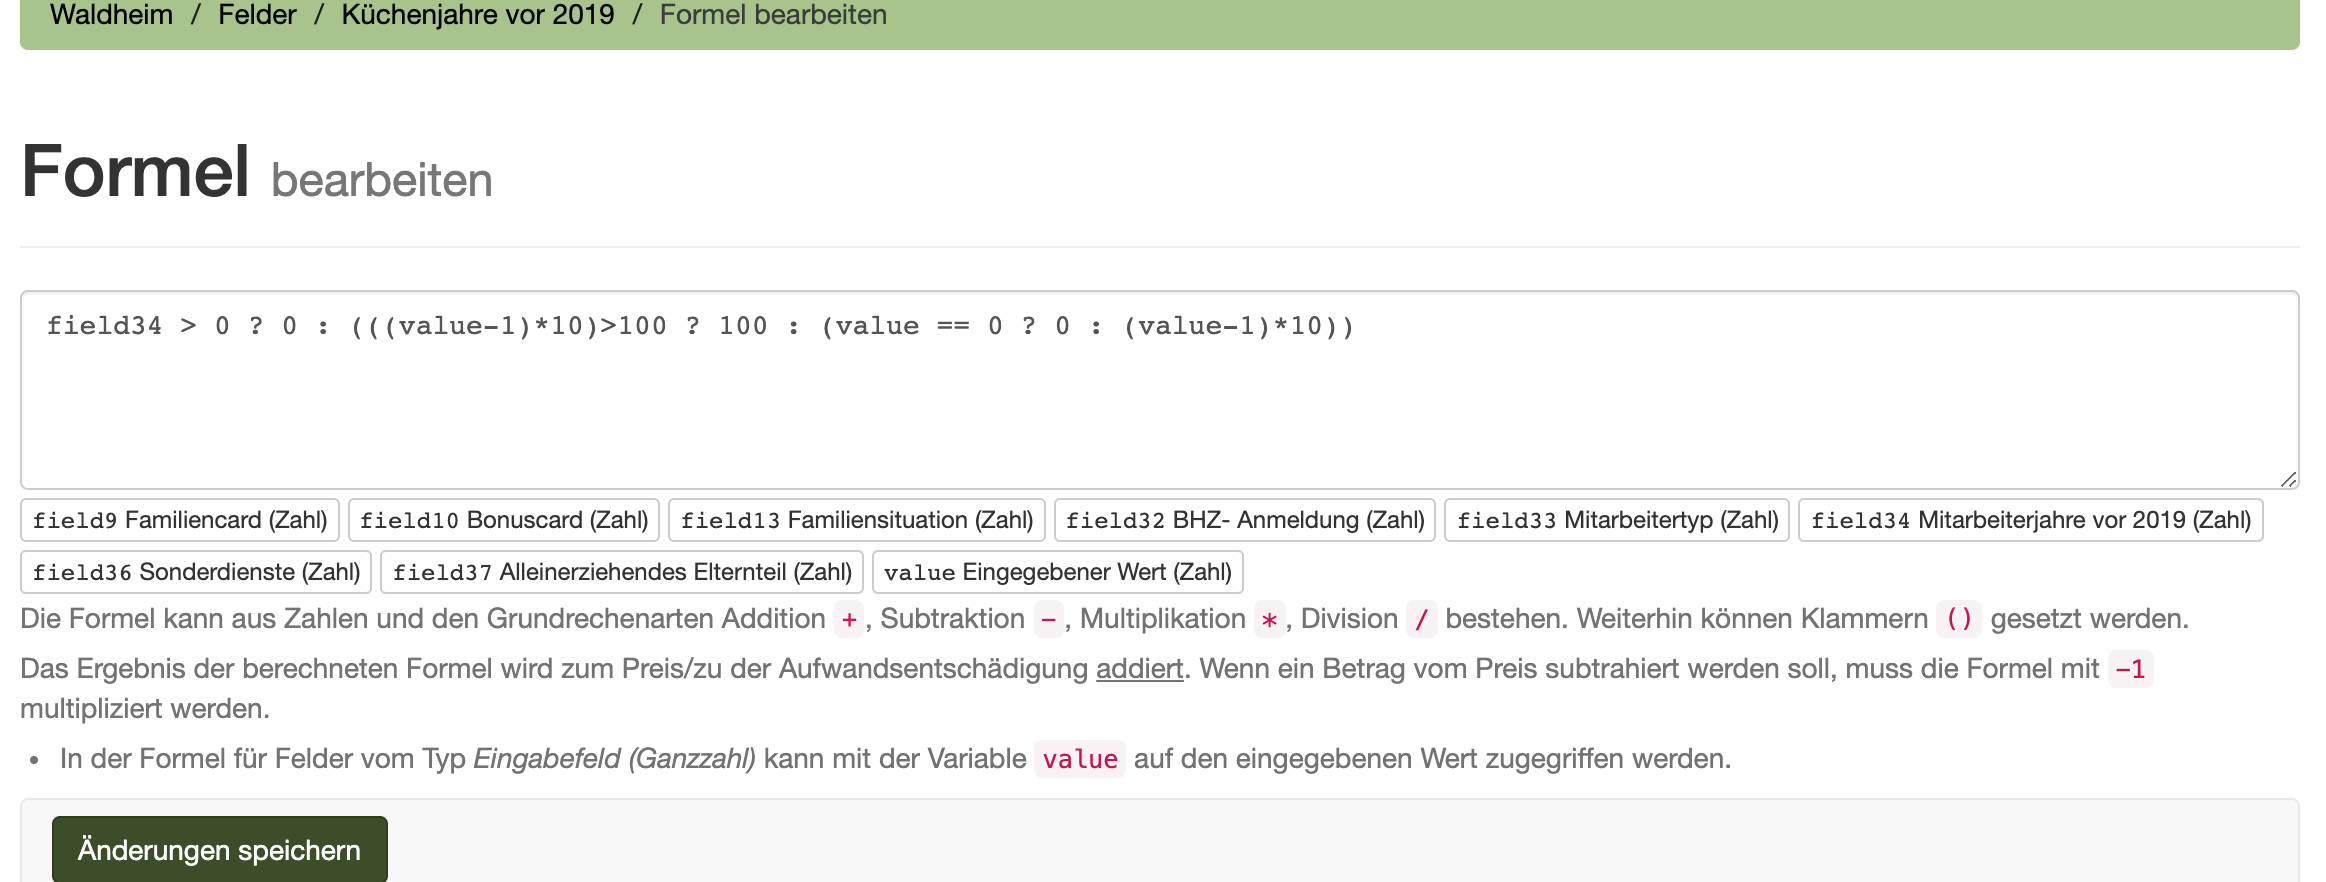 Waldheim / Felder / Küchenjahre vor 2019 / Formel bearbeiten
Formel bearbeiten
field34 > 0 ? 0 : (((value-1)*10)>100 ? 100 : (value == 0 ? 0 : (value-1)*10))
field9 Familiencard (Zahl) field10 Bonuscard (Zahl) field13 Familiensituation (Zahl) field32 BHZ- Anmeldung (Zahl) field33 Mitarbeitertyp (Zahl) field34 Mitarbeiterjahre vor 2019 (Zahl)
field36 Sonderdienste (Zahl) field37 Alleinerziehendes Elternteil (Zahl) value Eingegebener Wert (Zahl)
Die Formel kann aus Zahlen und den Grundrechenarten Addition +, Subtraktion -, Multiplikation *, Division / bestehen. Weiterhin können Klammern () gesetzt werden.
Das Ergebnis der berechneten Formel wird zum Preis/zu der Aufwandsentschädigung addiert. Wenn ein Betrag vom Preis subtrahiert werden soll, muss die Formel mit -1
multipliziert werden.
• In der Formel für Felder vom Typ Eingabefeld (Ganzzahl) kann mit der Variable value auf den eingegebenen Wert zugegriffen werden.
Änderungen speichern